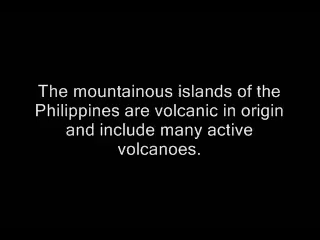 The mountainous islands of the
Philippines are volcanic in origin
and include many active
volcanoes.